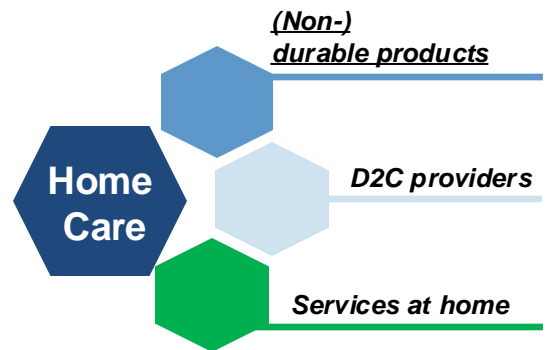 (Non-)
durable products
Home
Care
D2C providers
Services at home